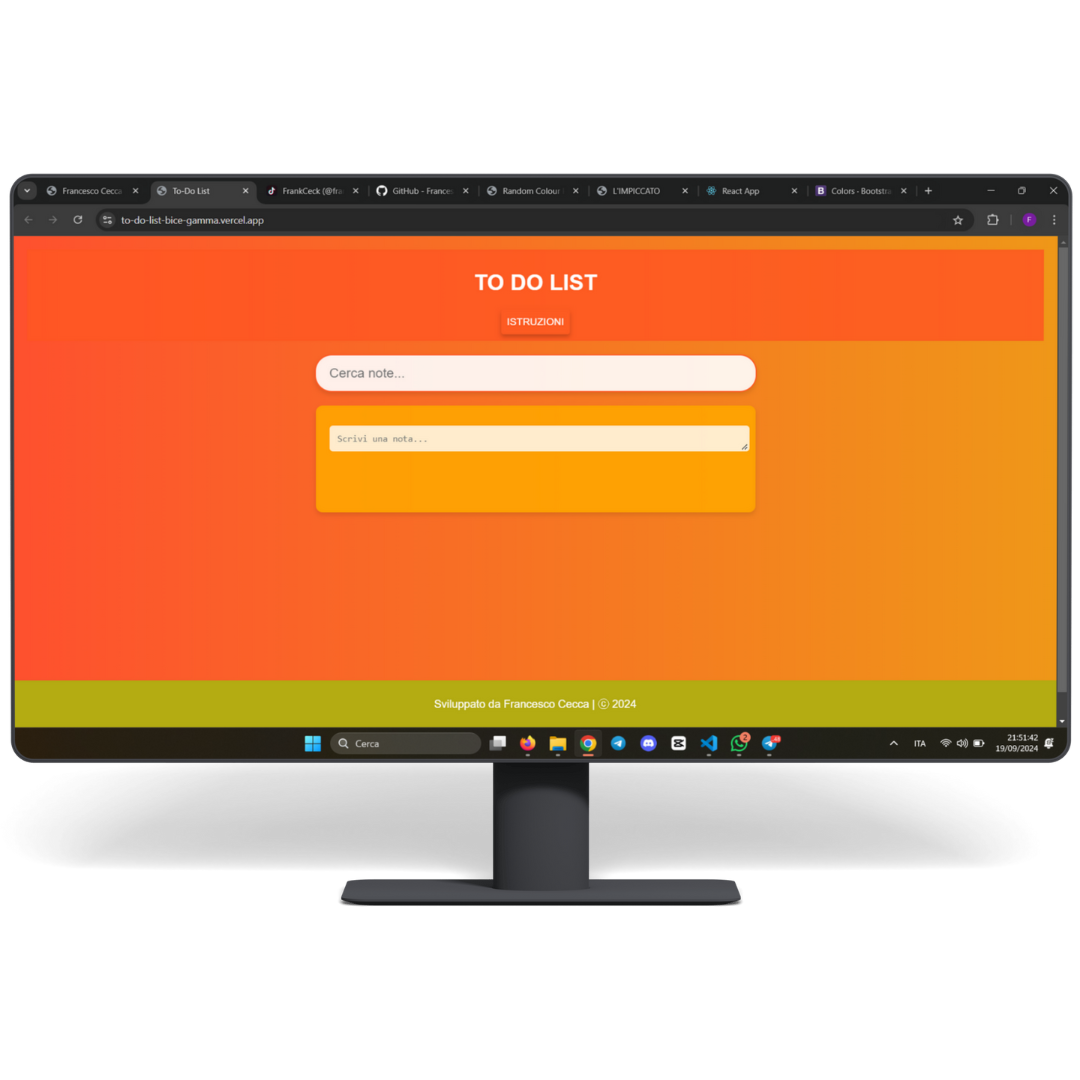 Francesco Cecca
To-Do List
FrankCeck (@fra
GitHub - Frances
Random Colour
L'IMPICCATO
React App
B
Colors - Bootstra
to-do-list-bice-gamma.vercel.app
F
TO DO LIST
ISTRUZIONI
Cerca note...
Scrivi una nota...
Sviluppato da Francesco Cecca | © 2024
Cerca
2
ITA
21:51:42
19/09/2024